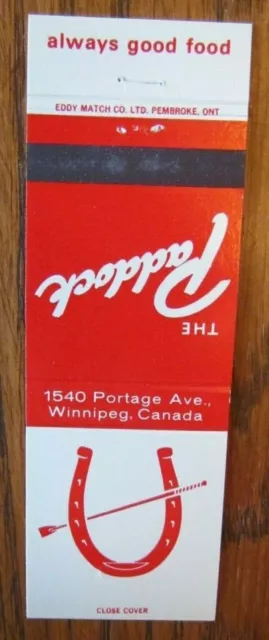 always good food
EDDY MATCH CO. LTD. PEMBROKE, ONT
THE
Paddock
1540 Portage Ave.,
Winnipeg, Canada
CLOSE COVER